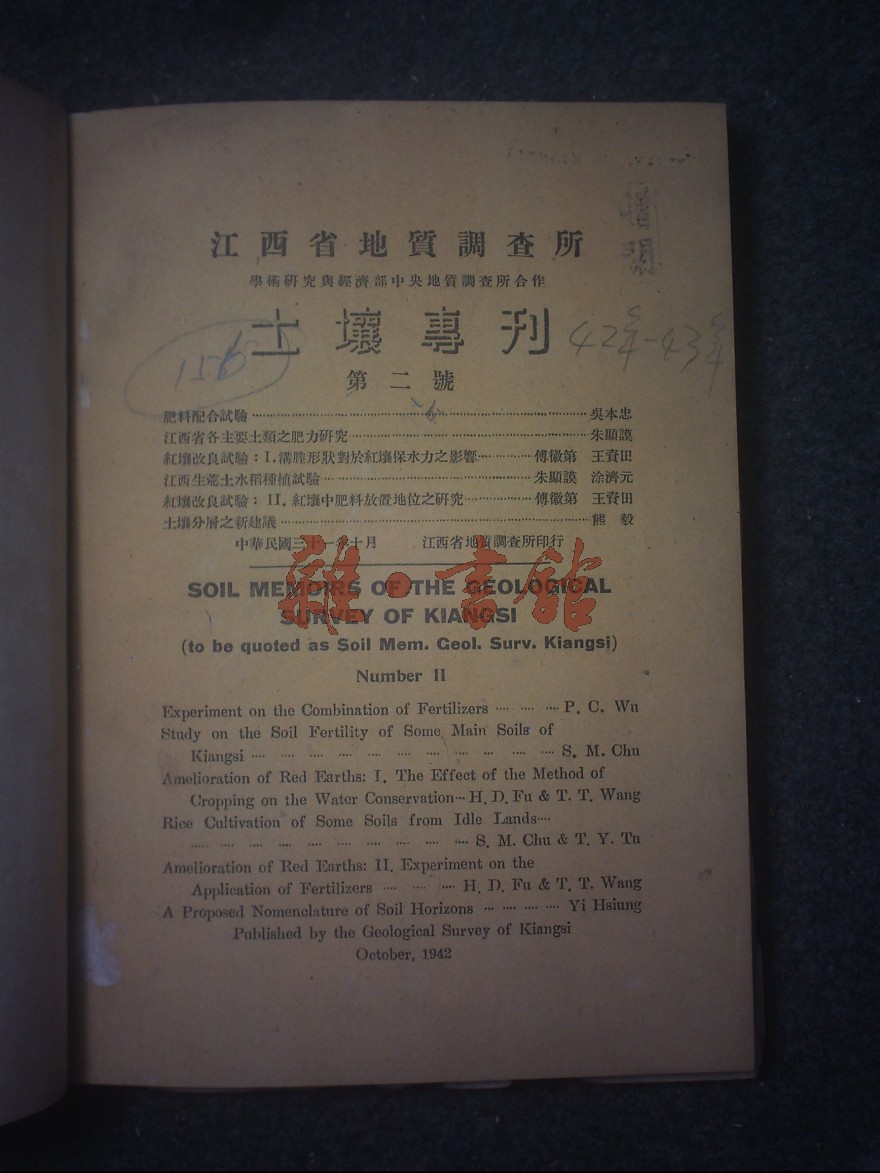 江西省地質調查所
學術研究與經濟部中央地質調查所合作
土壤專刊
150
42 4-43 4
第二號
肥料配合試驗 吳本忠
江西省各主要土類之肥力研究 朱顯謨
紅壤改良試驗:I.溝壟形狀對於紅壤保水力之影響 傅徽第 王賚田
江西生荒土水稻種植試驗 朱顯謨 涂濟元
紅壤改良試驗:II.紅壤中肥料放置地位之研究 傅徽第 王賚田
土壤分層之新建議 熊毅
中華民國三十一年十月 江西省地質調查所印行
雜·書館
SOIL MEMOIRS OF THE GEOLOGICAL
SURVEY OF KIANGSI
(to be quoted as Soil Mem. Geol. Surv. Kiangsi)
Number II
Experiment on the Combination of Fertilizers ··· ··· ··· P. C. Wu
Study on the Soil Fertility of Some Main Soils of
Kiangsi ··· ··· ··· ··· ··· ··· ··· ··· ··· ··· ··· S. M. Chu
Amelioration of Red Earths: I. The Effect of the Method of
Cropping on the Water Conservation··· H. D. Fu & T. T. Wang
Rice Cultivation of Some Soils from Idle Lands···
··· ··· ··· ··· ··· ··· ··· ··· ··· ··· S. M. Chu & T. Y. Tu
Amelioration of Red Earths: II. Experiment on the
Application of Fertilizers ··· ··· ··· H. D. Fu & T. T. Wang
A Proposed Nomenclature of Soil Horizons ··· ··· ··· ··· Yi Hsiung
Published by the Geological Survey of Kiangsi
October, 1942